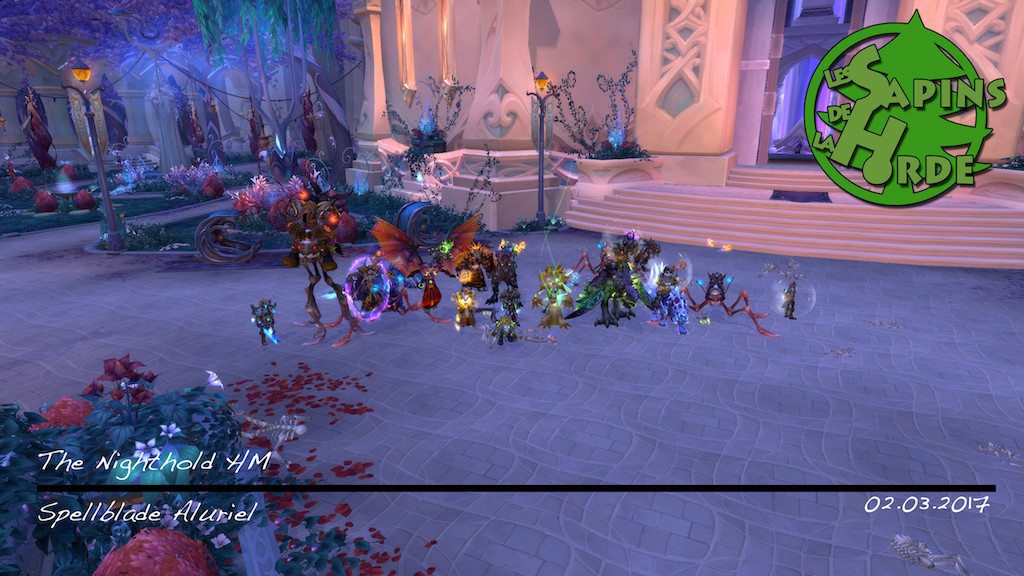 LES SAPINS
DE
LA HORDE
The Nighthold HM
Spellblade Aluriel
02.03.2017